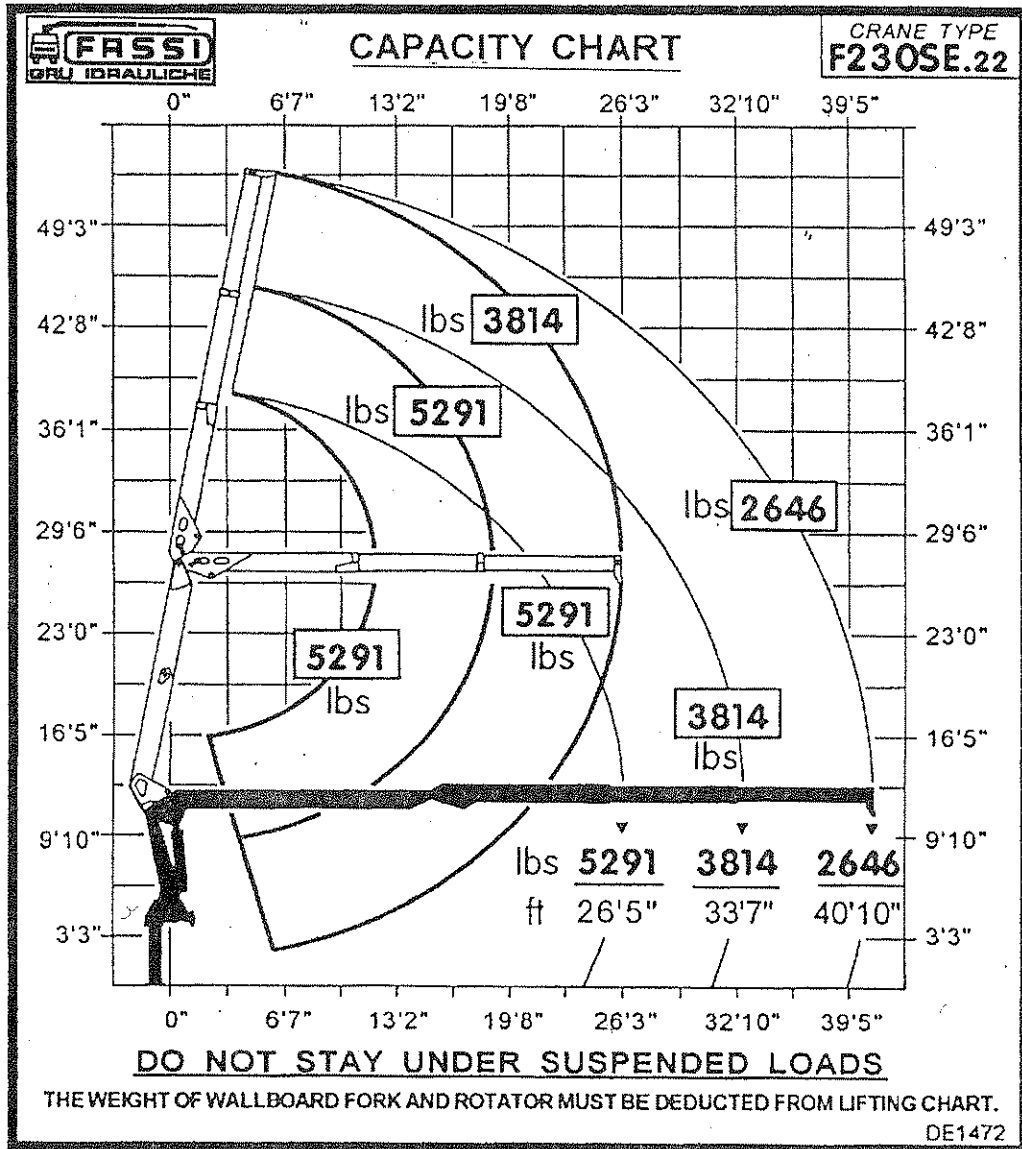 FASSI
GRU IDRAULICHE
CAPACITY CHART
CRANE TYPE
F230SE.22
0" 6'7" 13'2" 19'8" 26'3" 32'10" 39'5"
49'3" 49'3"
lbs 3814
42'8" 42'8"
lbs 5291
36'1" 36'1"
lbs 2646
29'6" 29'6"
5291
lbs
23'0" 23'0"
5291
lbs
3814
lbs
16'5" 16'5"
9'10" 9'10"
lbs 5291 3814 2646
ft 26'5" 33'7" 40'10"
3'3" 3'3"
0" 6'7" 13'2" 19'8" 26'3" 32'10" 39'5"
DO NOT STAY UNDER SUSPENDED LOADS
THE WEIGHT OF WALLBOARD FORK AND ROTATOR MUST BE DEDUCTED FROM LIFTING CHART.
DE1472